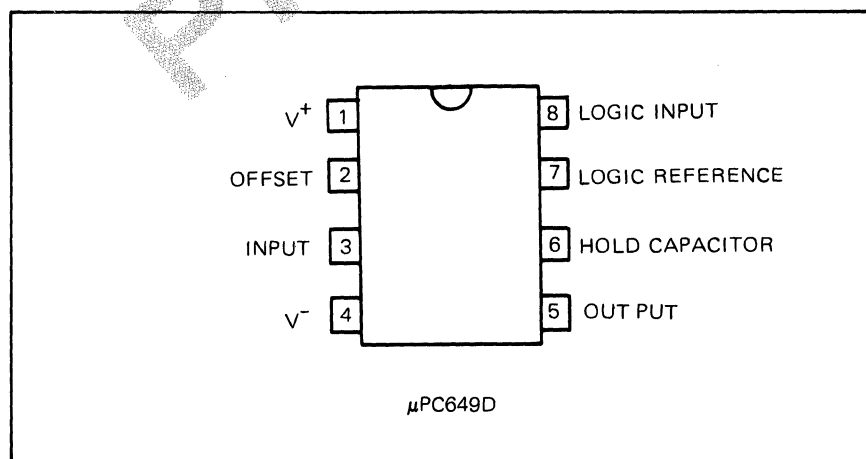 V+ 1 8 LOGIC INPUT
OFFSET 2 7 LOGIC REFERENCE
INPUT 3 6 HOLD CAPACITOR
V- 4 5 OUT PUT
μPC649D